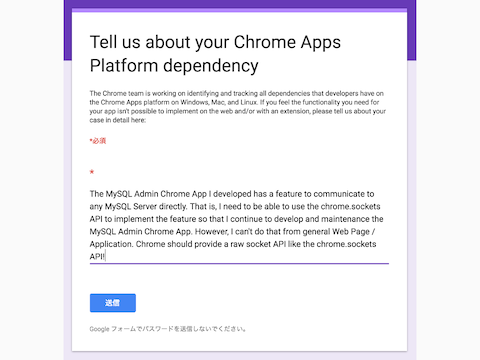 Tell us about your Chrome Apps
Platform dependency
The Chrome team is working on identifying and tracking all dependencies that developers have on
the Chrome Apps platform on Windows, Mac, and Linux. If you feel the functionality you need for
your app isn't possible to implement on the web and/or with an extension, please tell us about your
case in detail here:
*必須
*
The MySQL Admin Chrome App I developed has a feature to communicate to
any MySQL Server directly. That is, I need to be able to use the chrome.sockets
API to implement the feature so that I continue to develop and maintenance the
MySQL Admin Chrome App. However, I can't do that from general Web Page /
Application. Chrome should provide a raw socket API like the chrome.sockets
API!
送信
Google フォームでパスワードを送信しないでください。